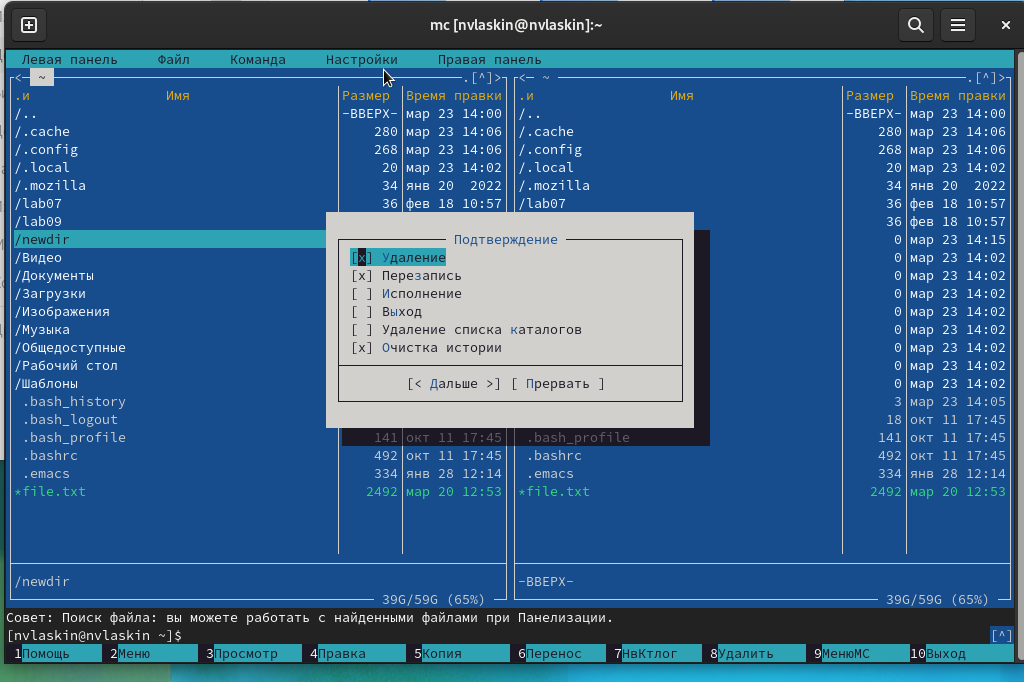 mc [nvlaskin@nvlaskin]:~
Левая панель Файл Команда Настройки Правая панель
<─ ~ .[^]>
.и Имя Размер Время правки
/.. -ВВЕРХ- мар 23 14:00
/.cache 280 мар 23 14:06
/.config 268 мар 23 14:06
/.local 20 мар 23 14:02
/.mozilla 34 янв 20 2022
/lab07 36 фев 18 10:57
/lab09
/newdir
/Видео
/Документы
/Загрузки
/Изображения
/Музыка
/Общедоступные
/Рабочий стол
/Шаблоны
.bash_history
.bash_logout
.bash_profile 141 окт 11 17:45
.bashrc 492 окт 11 17:45
.emacs 334 янв 28 12:14
*file.txt 2492 мар 20 12:53
/newdir
39G/59G (65%)
Подтверждение
[x] Удаление
[x] Перезапись
[ ] Исполнение
[ ] Выход
[ ] Удаление списка каталогов
[x] Очистка истории
[< Дальше >] [ Прервать ]
<─ ~ .[^]>
.и Имя Размер Время правки
/.. -ВВЕРХ- мар 23 14:00
/.cache 280 мар 23 14:06
/.config 268 мар 23 14:06
/.local 20 мар 23 14:02
/.mozilla 34 янв 20 2022
/lab07 36 фев 18 10:57
36 фев 18 10:57
0 мар 23 14:15
0 мар 23 14:02
0 мар 23 14:02
0 мар 23 14:02
0 мар 23 14:02
0 мар 23 14:02
0 мар 23 14:02
0 мар 23 14:02
0 мар 23 14:02
3 мар 23 14:05
18 окт 11 17:45
.bash_profile 141 окт 11 17:45
.bashrc 492 окт 11 17:45
.emacs 334 янв 28 12:14
*file.txt 2492 мар 20 12:53
-ВВЕРХ-
39G/59G (65%)
Совет: Поиск файла: вы можете работать с найденными файлами при Панелизации.
[nvlaskin@nvlaskin ~]$ [^]
1Помощь 2Меню 3Просмотр 4Правка 5Копия 6Перенос 7НвКтлог 8Удалить 9МенюMC 10Выход